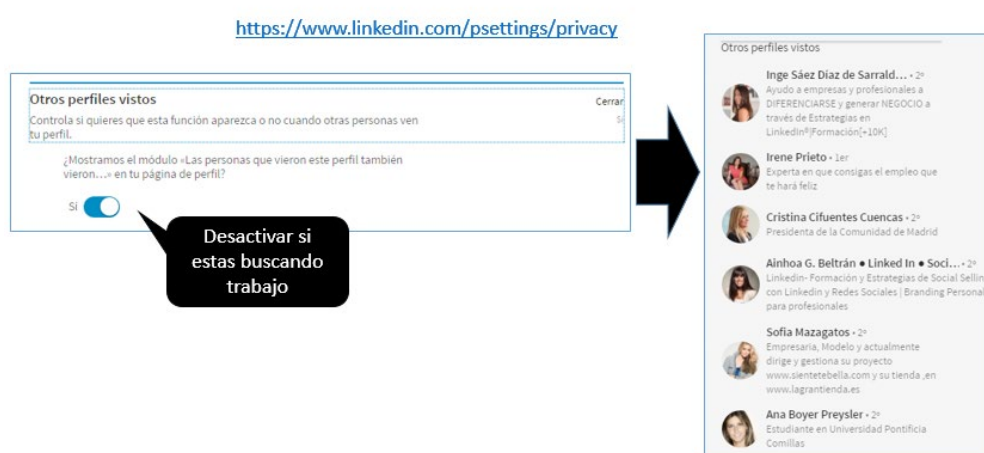 https://www.linkedin.com/psettings/privacy
Otros perfiles vistos
Cerrar
Controla si quieres que esta función aparezca o no cuando otras personas ven
Sí
tu perfil.
¿Mostramos el módulo «Las personas que vieron este perfil también
vieron...» en tu página de perfil?
Sí
Desactivar si
estas buscando
trabajo
Otros perfiles vistos
Inge Sáez Díaz de Sarrald... • 2º
Ayudo a empresas y profesionales a
DIFERENCIARSE y generar NEGOCIO a
través de Estrategias en
LinkedIn®|Formación[+10K]
Irene Prieto • 1er
Experta en que consigas el empleo que
te hará feliz
Cristina Cifuentes Cuencas • 2º
Presidenta de la Comunidad de Madrid
Ainhoa G. Beltrán ● Linked In ● Soci... • 2º
Linkedin- Formación y Estrategias de Social Sellin
con Linkedin y Redes Sociales | Branding Personal
para profesionales
Sofia Mazagatos • 2º
Empresaria, Modelo y actualmente
dirige y gestiona su proyecto
www.sientetebella.com y su tienda ,en
www.lagrantienda.es
Ana Boyer Preysler • 2º
Estudiante en Universidad Pontificia
Comillas